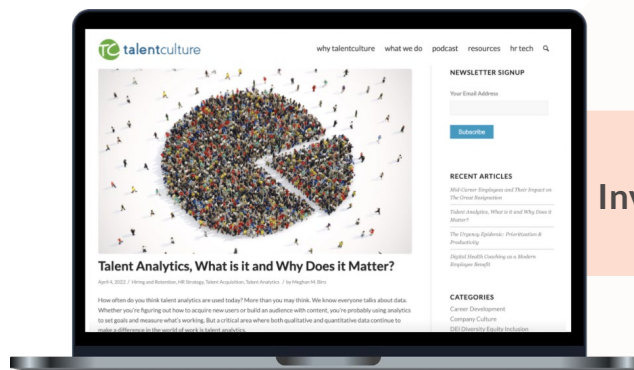 TC talentculture
why talentculture what we do podcast resources hr tech
NEWSLETTER SIGNUP
Your Email Address
Subscribe
RECENT ARTICLES
Mid-Career Employees and Their Impact on
The Great Resignation
Talent Analytics, What is it and Why Does it
Matter?
The Urgency Epidemic: Prioritization &
Productivity
Digital Health Coaching as a Modern
Employee Benefit
CATEGORIES
Career Development
Company Culture
DEI Diversity Equity Inclusion
Talent Analytics, What is it and Why Does it Matter?
April 4, 2022 / Hiring and Retention, HR Strategy, Talent Acquisition, Talent Analytics / by Meghan M. Biro
How often do you think talent analytics are used today? More than you may think. We know everyone talks about data.
Whether you're figuring out how to acquire new users or build an audience with content, you're probably using analytics
to set goals and measure what's working. But a critical area where both qualitative and quantitative data continue to
make a difference in the world of work is talent analytics.
Inv